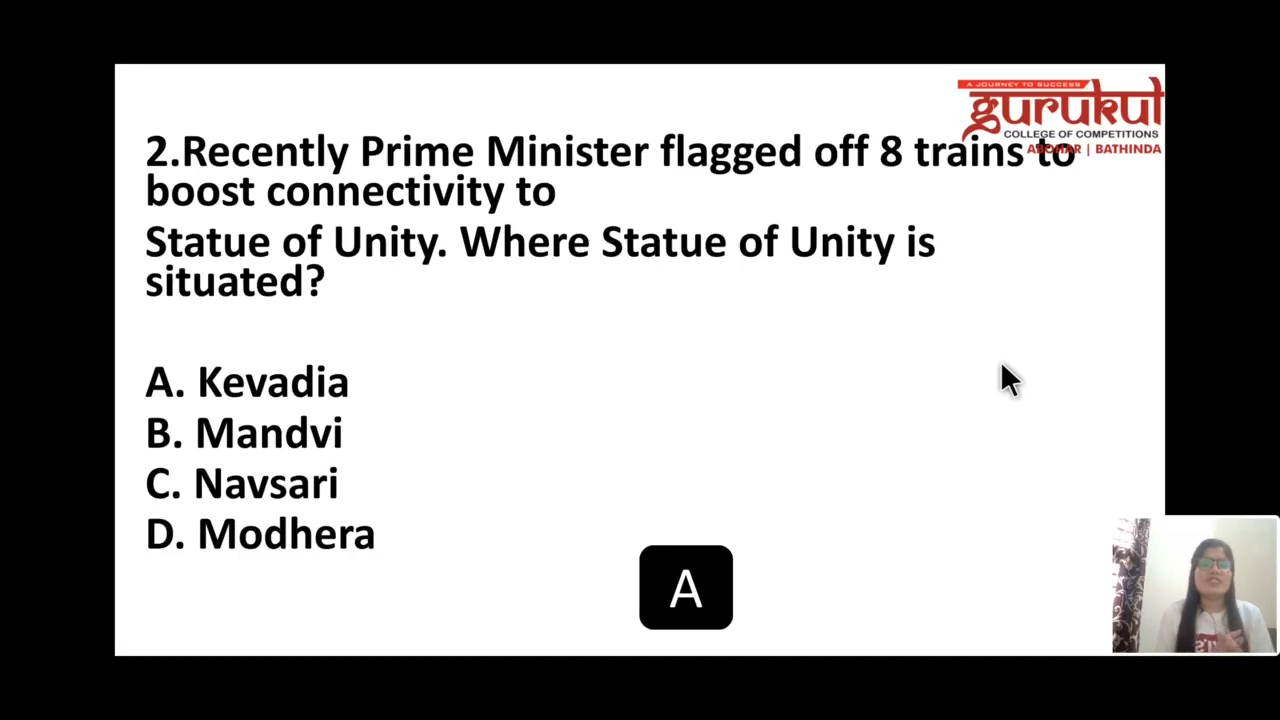 A JOURNEY TO SUCCESS
gurukul
COLLEGE OF COMPETITIONS
ABOHAR | BATHINDA
2.Recently Prime Minister flagged off 8 trains to
boost connectivity to
Statue of Unity. Where Statue of Unity is
situated?
A. Kevadia
B. Mandvi
C. Navsari
D. Modhera
A